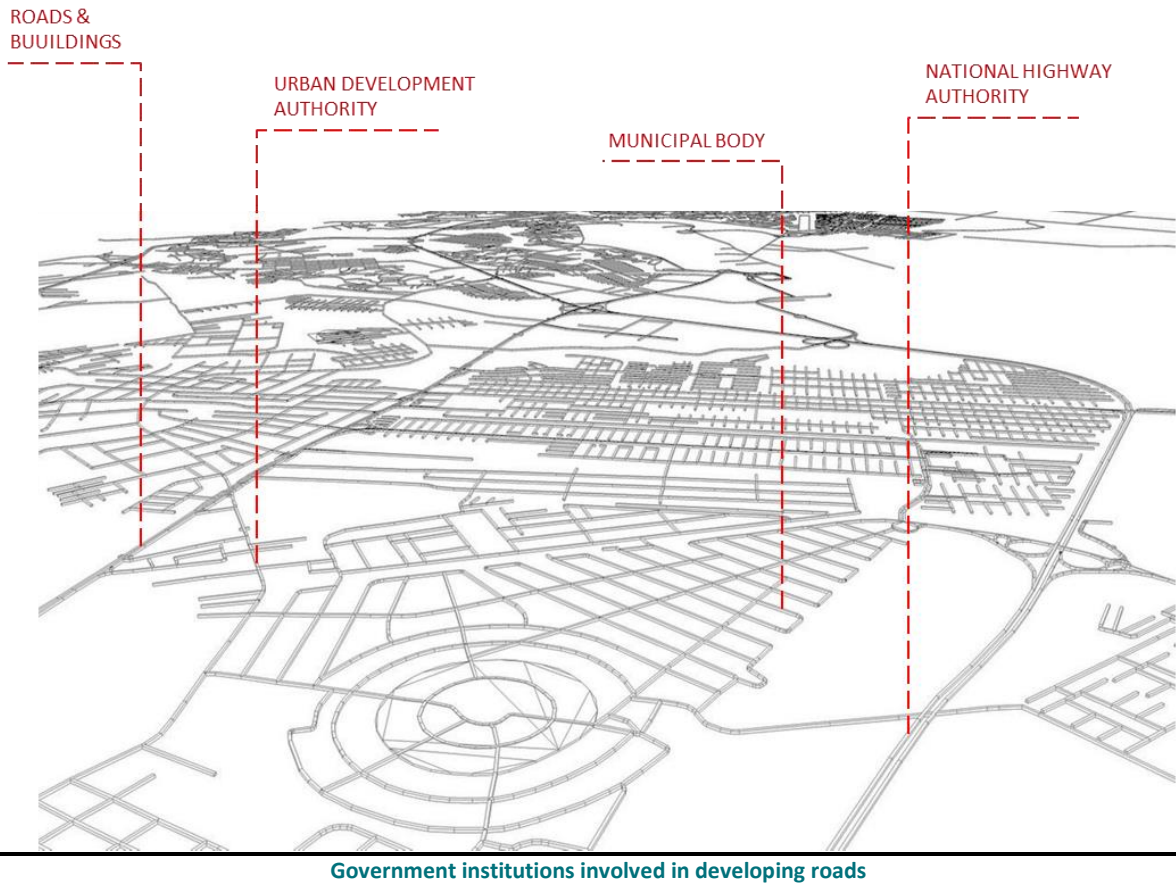 ROADS &
BUUILDINGS
URBAN DEVELOPMENT
AUTHORITY
NATIONAL HIGHWAY
AUTHORITY
MUNICIPAL BODY
Government institutions involved in developing roads